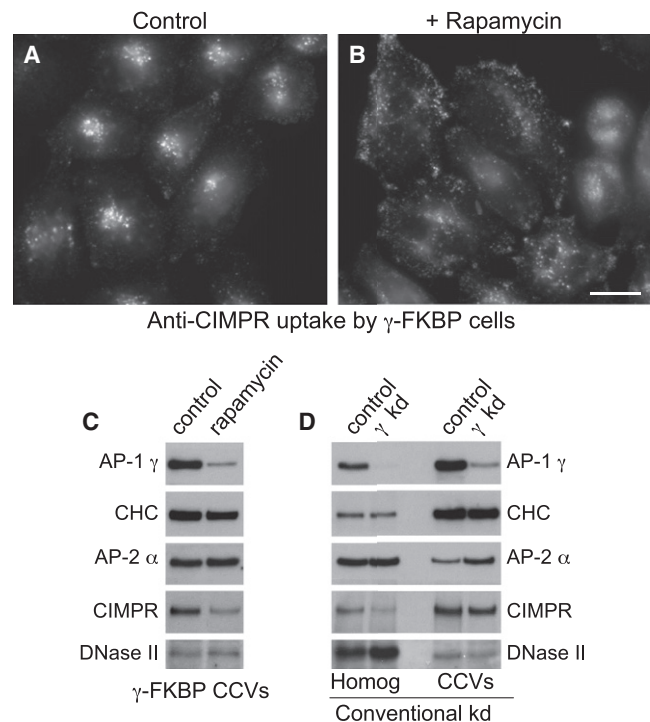 Control
+ Rapamycin
A
B
Anti-CIMPR uptake by γ-FKBP cells
C
control
rapamycin
AP-1 γ
CHC
AP-2 α
CIMPR
DNase II
γ-FKBP CCVs
D
control
γ kd
control
γ kd
AP-1 γ
CHC
AP-2 α
CIMPR
DNase II
Homog
CCVs
Conventional kd